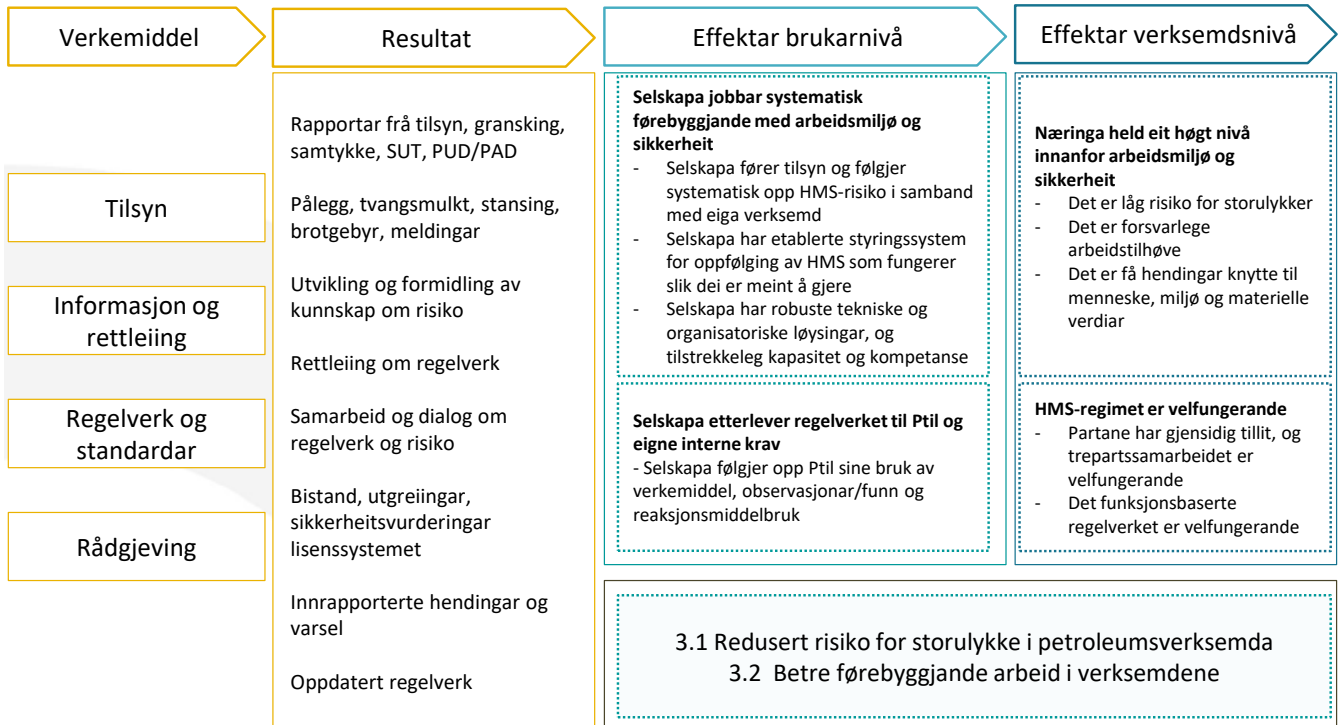 Verkemiddel
Resultat
Effektar brukarnivå
Effektar verksemdsnivå
Tilsyn
Informasjon og
rettleiing
Regelverk og
standardar
Rådgjeving
Rapportar frå tilsyn, gransking,
samtykke, SUT, PUD/PAD
Pålegg, tvangsmulkt, stansing,
brotgebyr, meldingar
Utvikling og formidling av
kunnskap om risiko
Rettleiing om regelverk
Samarbeid og dialog om
regelverk og risiko
Bistand, utgreiingar,
sikkerheitsvurderingar
lisenssystemet
Innrapporterte hendingar og
varsel
Oppdatert regelverk
Selskapa jobbar systematisk
førebyggjande med arbeidsmiljø og
sikkerheit
- Selskapa fører tilsyn og følgjer
systematisk opp HMS-risiko i samband
med eiga verksemd
- Selskapa har etablerte styringssystem
for oppfølging av HMS som fungerer
slik dei er meint å gjere
- Selskapa har robuste tekniske og
organisatoriske løysingar, og
tilstrekkeleg kapasitet og kompetanse
Selskapa etterlever regelverket til Ptil og
eigne interne krav
- Selskapa følgjer opp Ptil sine bruk av
verkemiddel, observasjonar/funn og
reaksjonsmiddelbruk
Næringa held eit høgt nivå
innanfor arbeidsmiljø og
sikkerheit
- Det er låg risiko for storulykker
- Det er forsvarlege
arbeidstilhøve
- Det er få hendingar knytte til
menneske, miljø og materielle
verdiar
HMS-regimet er velfungerande
- Partane har gjensidig tillit, og
trepartssamarbeidet er
velfungerande
- Det funksjonsbaserte
regelverket er velfungerande
3.1 Redusert risiko for storulykke i petroleumsverksemda
3.2 Betre førebyggjande arbeid i verksemdene